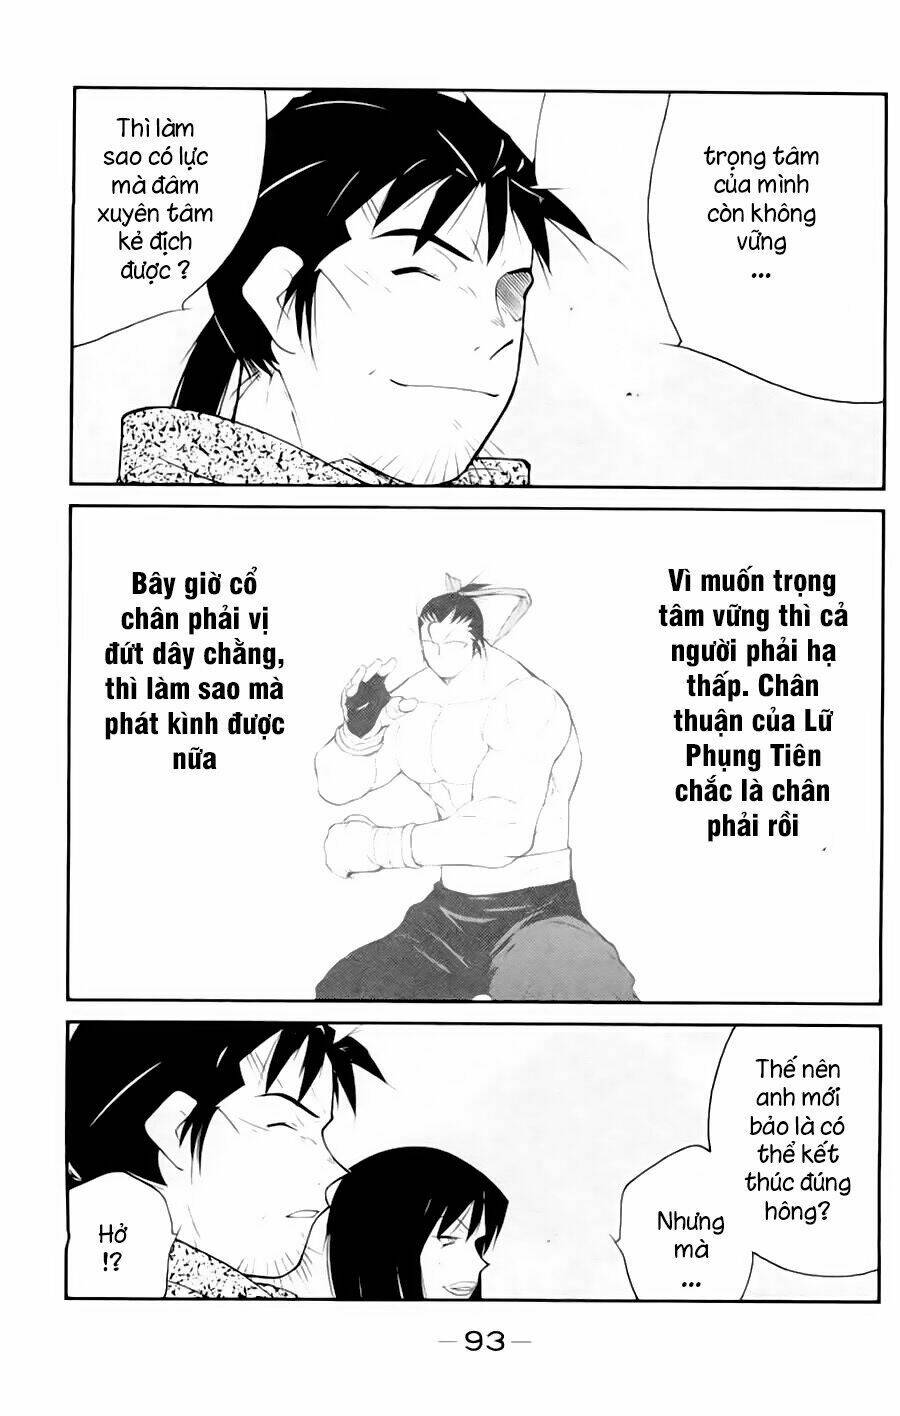 trọng tâm
của mình
còn không
vững
...
Thì làm
sao có lực
mà đâm
xuyên tâm
kẻ địch
được ?
Vì muốn trọng
tâm vững thì cả
người phải hạ
thấp. Chân
thuận của Lữ
Phụng Tiên
chắc là chân
phải rồi
Bây giờ cổ
chân phải vị
đứt dây chằng,
thì làm sao mà
phát kình được
nữa
Thế nên
anh mới
bảo là có
thể kết
thúc đúng
hông?
Nhưng
mà
...
Hở
!?
— 93 —